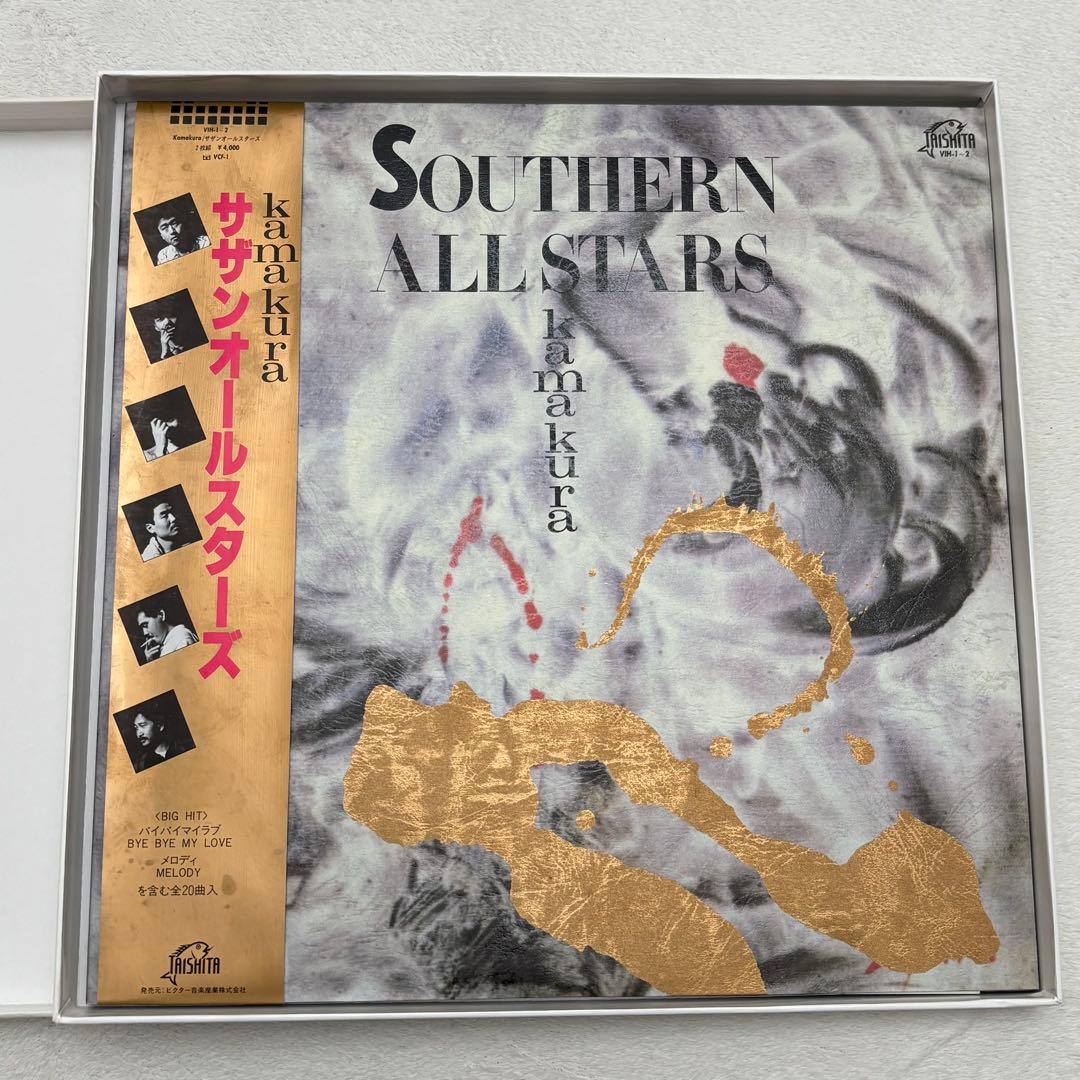 VIH-1~2
Kamakura/サザンオールスターズ
2枚組 ¥4,000
VCF-1
kamakura
サザンオールスターズ
〈BIG HIT〉
バイバイマイラブ
BYE BYE MY LOVE
メロディ
MELODY
を含む全20曲入
TAISHITA
発売元:ビクター音楽産業株式会社
SOUTHERN
ALL STARS
kamakura
TAISHITA
VIH-1~2